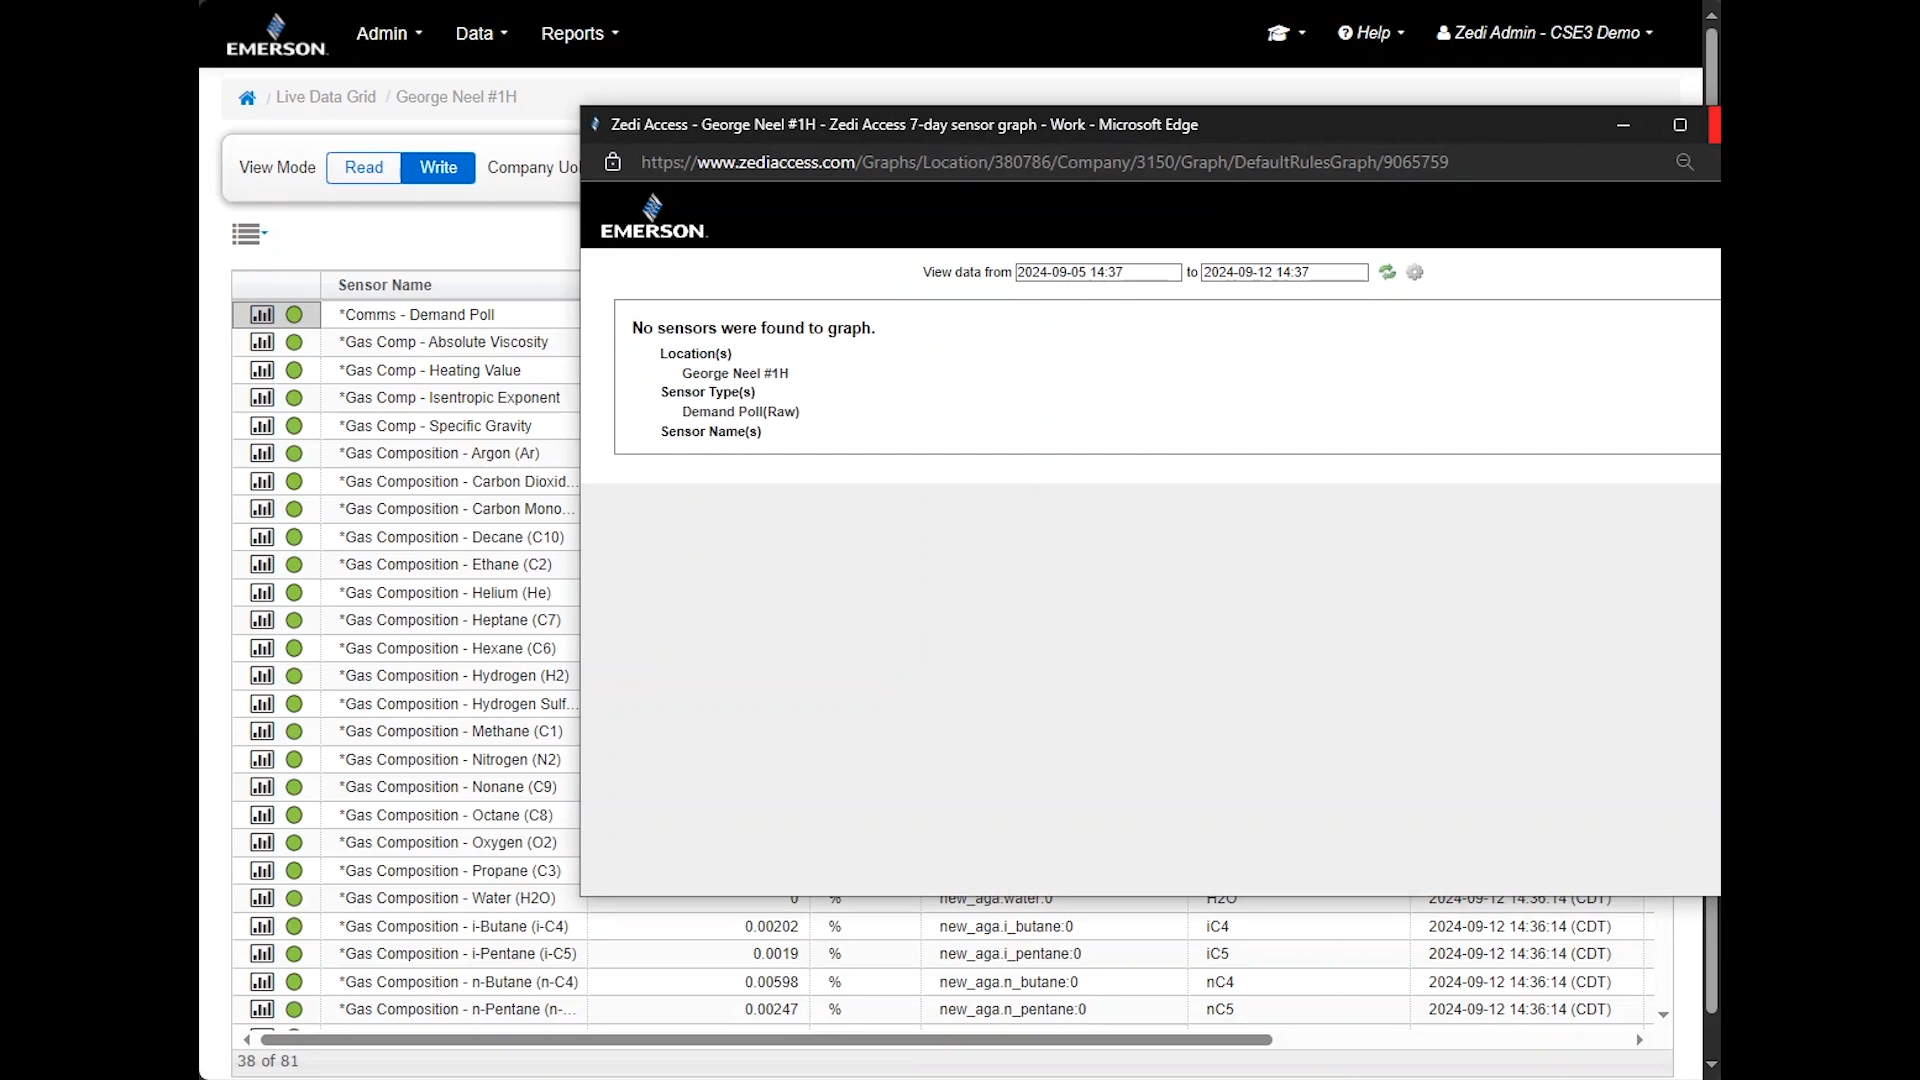 EMERSON
Admin
Data
Reports
Help
Zedi Admin - CSE3 Demo
/ Live Data Grid / George Neel #1H
View Mode
Read
Write
Company Uo
Zedi Access - George Neel #1H - Zedi Access 7-day sensor graph - Work - Microsoft Edge
https://www.zediaccess.com/Graphs/Location/380786/Company/3150/Graph/DefaultRulesGraph/9065759
EMERSON
View data from 2024-09-05 14:37 to 2024-09-12 14:37
No sensors were found to graph.
Location(s)
George Neel #1H
Sensor Type(s)
Demand Poll(Raw)
Sensor Name(s)
Sensor Name
*Comms - Demand Poll
*Gas Comp - Absolute Viscosity
*Gas Comp - Heating Value
*Gas Comp - Isentropic Exponent
*Gas Comp - Specific Gravity
*Gas Composition - Argon (Ar)
*Gas Composition - Carbon Dioxid...
*Gas Composition - Carbon Mono...
*Gas Composition - Decane (C10)
*Gas Composition - Ethane (C2)
*Gas Composition - Helium (He)
*Gas Composition - Heptane (C7)
*Gas Composition - Hexane (C6)
*Gas Composition - Hydrogen (H2)
*Gas Composition - Hydrogen Sulf...
*Gas Composition - Methane (C1)
*Gas Composition - Nitrogen (N2)
*Gas Composition - Nonane (C9)
*Gas Composition - Octane (C8)
*Gas Composition - Oxygen (O2)
*Gas Composition - Propane (C3)
*Gas Composition - Water (H2O) 0 % new_aga.water:0 H2O 2024-09-12 14:36:14 (CDT)
*Gas Composition - i-Butane (i-C4) 0.00202 % new_aga.i_butane:0 iC4 2024-09-12 14:36:14 (CDT)
*Gas Composition - i-Pentane (i-C5) 0.0019 % new_aga.i_pentane:0 iC5 2024-09-12 14:36:14 (CDT)
*Gas Composition - n-Butane (n-C4) 0.00598 % new_aga.n_butane:0 nC4 2024-09-12 14:36:14 (CDT)
*Gas Composition - n-Pentane (n-... 0.00247 % new_aga.n_pentane:0 nC5 2024-09-12 14:36:14 (CDT)
38 of 81